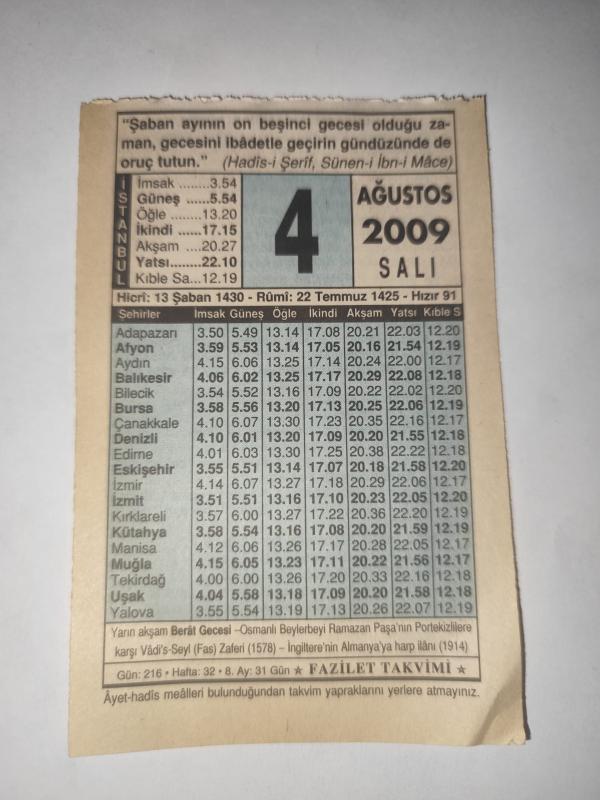 "Şaban ayının on beşinci gecesi olduğu za-
man, gecesini ibâdetle geçirin gündüzünde de
oruç tutun." (Hadîs-i Şerîf, Sünen-i İbn-i Mâce)
İSTANBUL
İmsak ........3.54
Güneş ......5.54
Öğle ........13.20
İkindi ......17.15
Akşam ....20.27
Yatsı........22.10
Kıble Sa...12.19
4
AĞUSTOS
2009
SALI
Hicrî: 13 Şaban 1430 - Rûmî: 22 Temmuz 1425 - Hızır 91
Şehirler İmsak Güneş Öğle İkindi Akşam Yatsı Kıble S
Adapazarı 3.50 5.49 13.14 17.08 20.21 22.03 12.20
Afyon 3.59 5.53 13.14 17.05 20.16 21.54 12.19
Aydın 4.15 6.06 13.25 17.14 20.24 22.00 12.17
Balıkesir 4.06 6.02 13.25 17.17 20.29 22.08 12.18
Bilecik 3.54 5.52 13.16 17.09 20.22 22.02 12.20
Bursa 3.58 5.56 13.20 17.13 20.25 22.06 12.19
Çanakkale 4.10 6.07 13.30 17.23 20.35 22.16 12.17
Denizli 4.10 6.01 13.20 17.09 20.20 21.55 12.18
Edirne 4.01 6.03 13.30 17.25 20.38 22.22 12.18
Eskişehir 3.55 5.51 13.14 17.07 20.18 21.58 12.20
İzmir 4.14 6.07 13.27 17.18 20.29 22.06 12.17
İzmit 3.51 5.51 13.16 17.10 20.23 22.05 12.20
Kırklareli 3.57 6.00 13.27 17.22 20.36 22.20 12.19
Kütahya 3.58 5.54 13.16 17.08 20.20 21.59 12.19
Manisa 4.12 6.06 13.26 17.17 20.28 22.05 12.17
Muğla 4.15 6.05 13.23 17.11 20.22 21.56 12.17
Tekirdağ 4.00 6.00 13.26 17.20 20.33 22.16 12.18
Uşak 4.04 5.58 13.18 17.09 20.20 21.58 12.18
Yalova 3.55 5.54 13.19 17.13 20.26 22.07 12.19
Yarın akşam Berât Gecesi –Osmanlı Beylerbeyi Ramazan Paşa'nın Portekizlilere
karşı Vâdi's-Seyl (Fas) Zaferi (1578) – İngiltere'nin Almanya'ya harp ilânı (1914)
Gün: 216 • Hafta: 32 • 8. Ay: 31 Gün ★ FAZİLET TAKVİMİ ★
Âyet-hadîs meâlleri bulunduğundan takvim yapraklarını yerlere atmayınız.